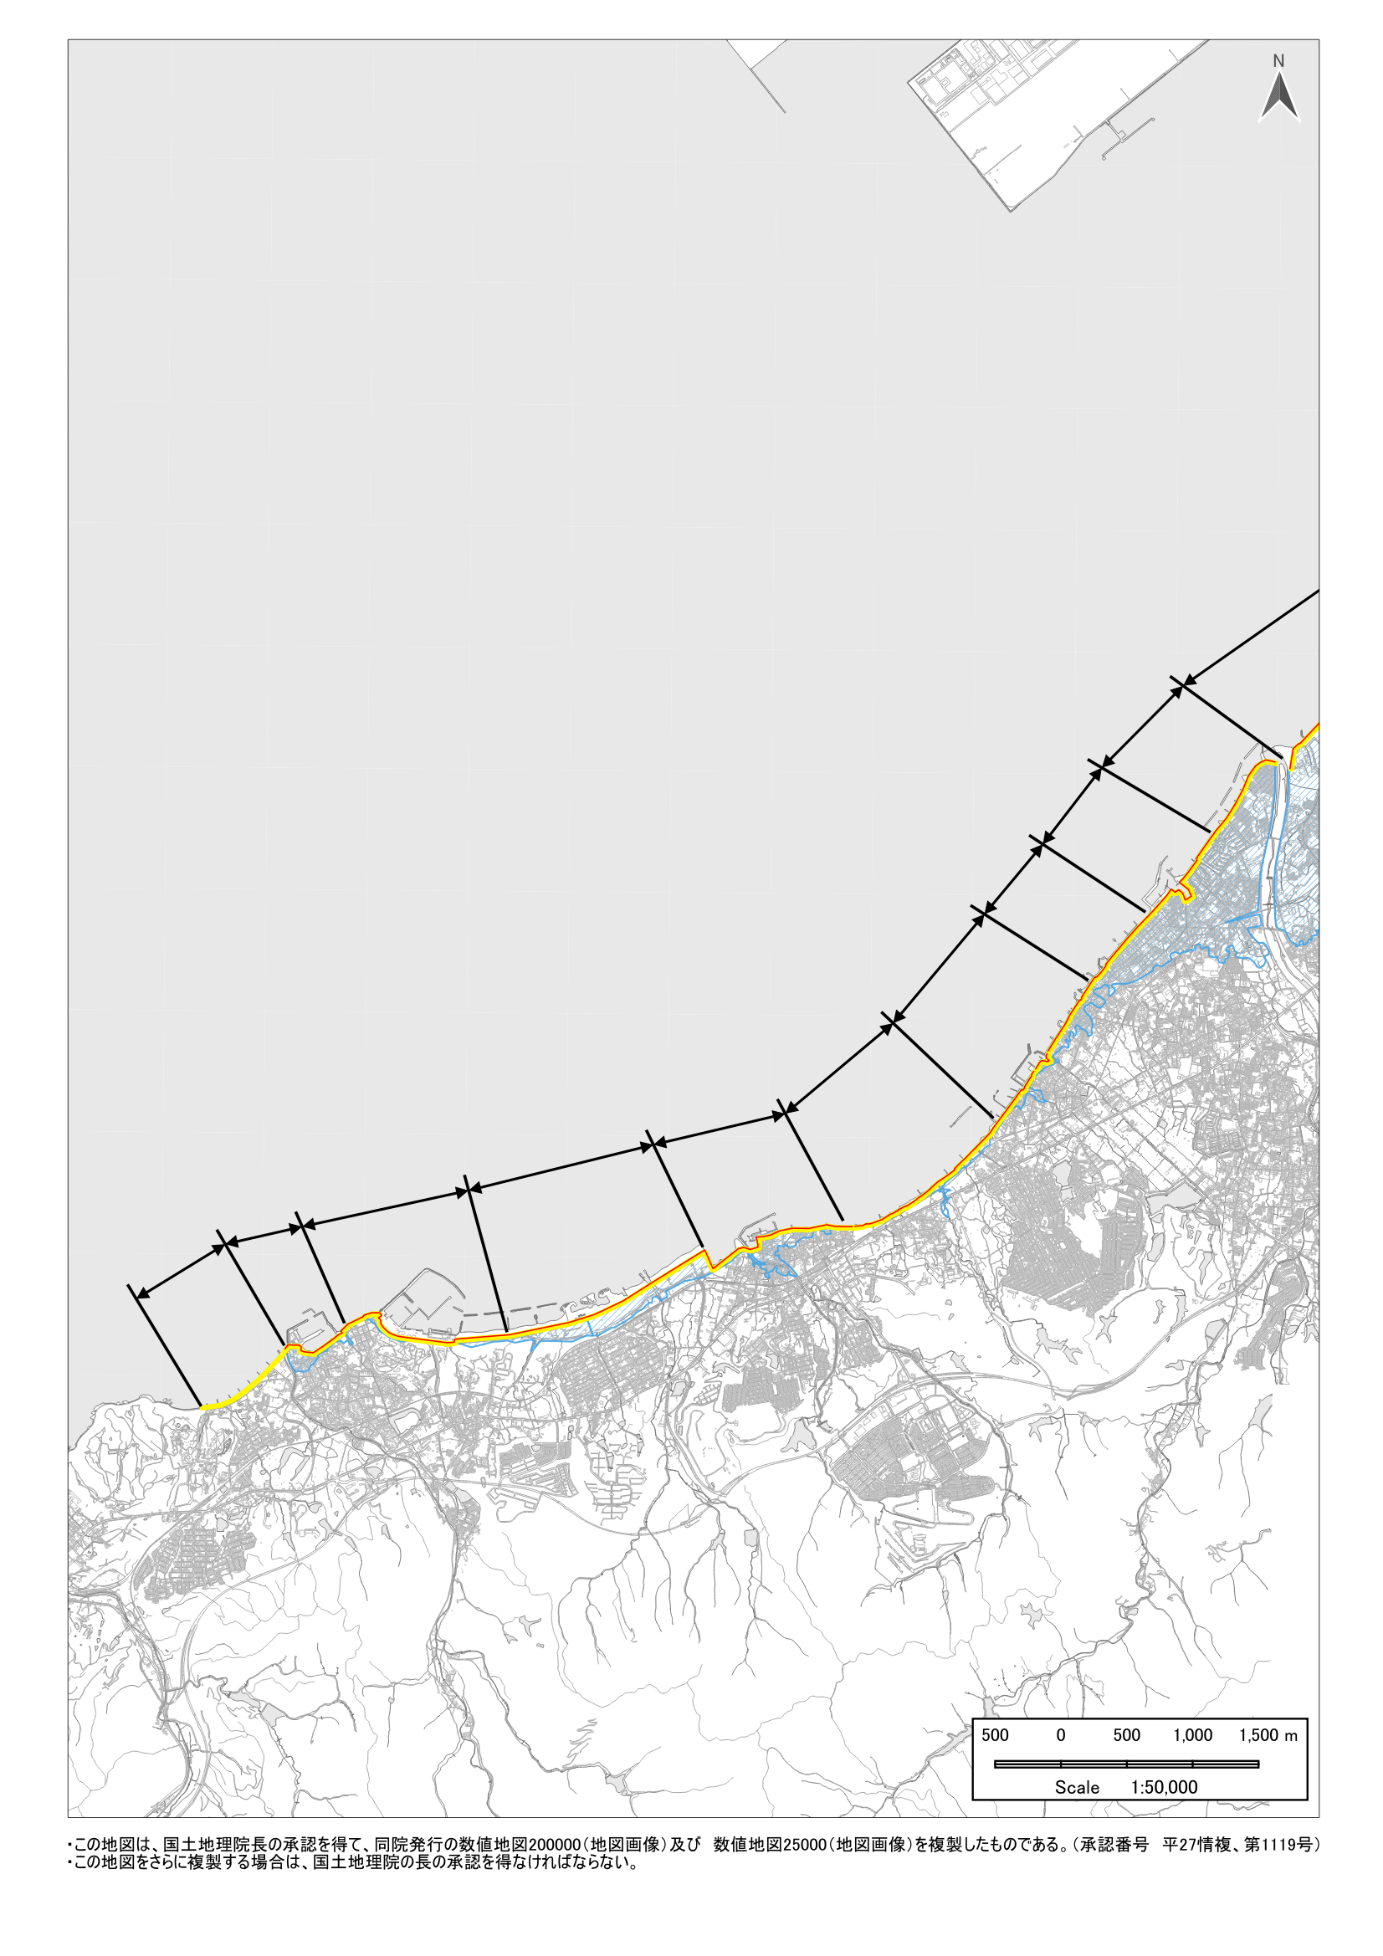 N
500 0 500 1,000 1,500 m
Scale 1:50,000
・この地図は、国土地理院長の承認を得て、同院発行の数値地図200000（地図画像）及び 数値地図25000（地図画像）を複製したものである。（承認番号 平27情複、第1119号）
・この地図をさらに複製する場合は、国土地理院の長の承認を得なければならない。